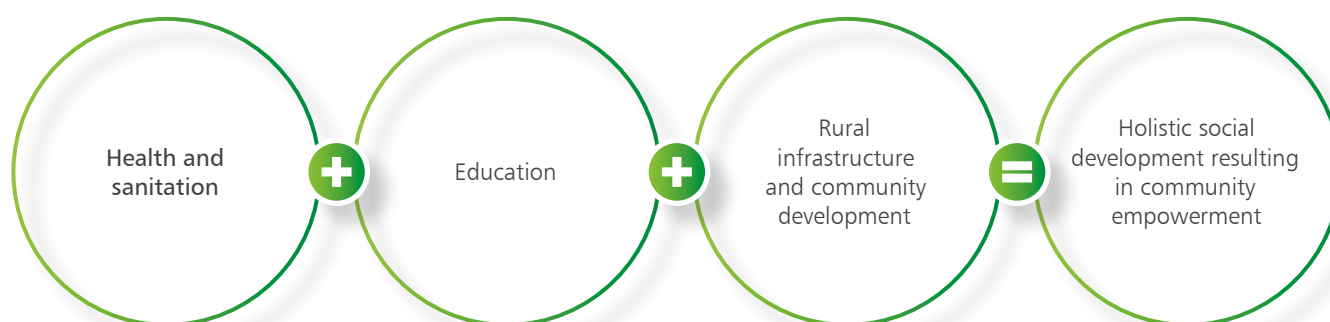 Health and
sanitation
+
Education
+
Rural
infrastructure
and community
development
=
Holistic social
development resulting
in community
empowerment